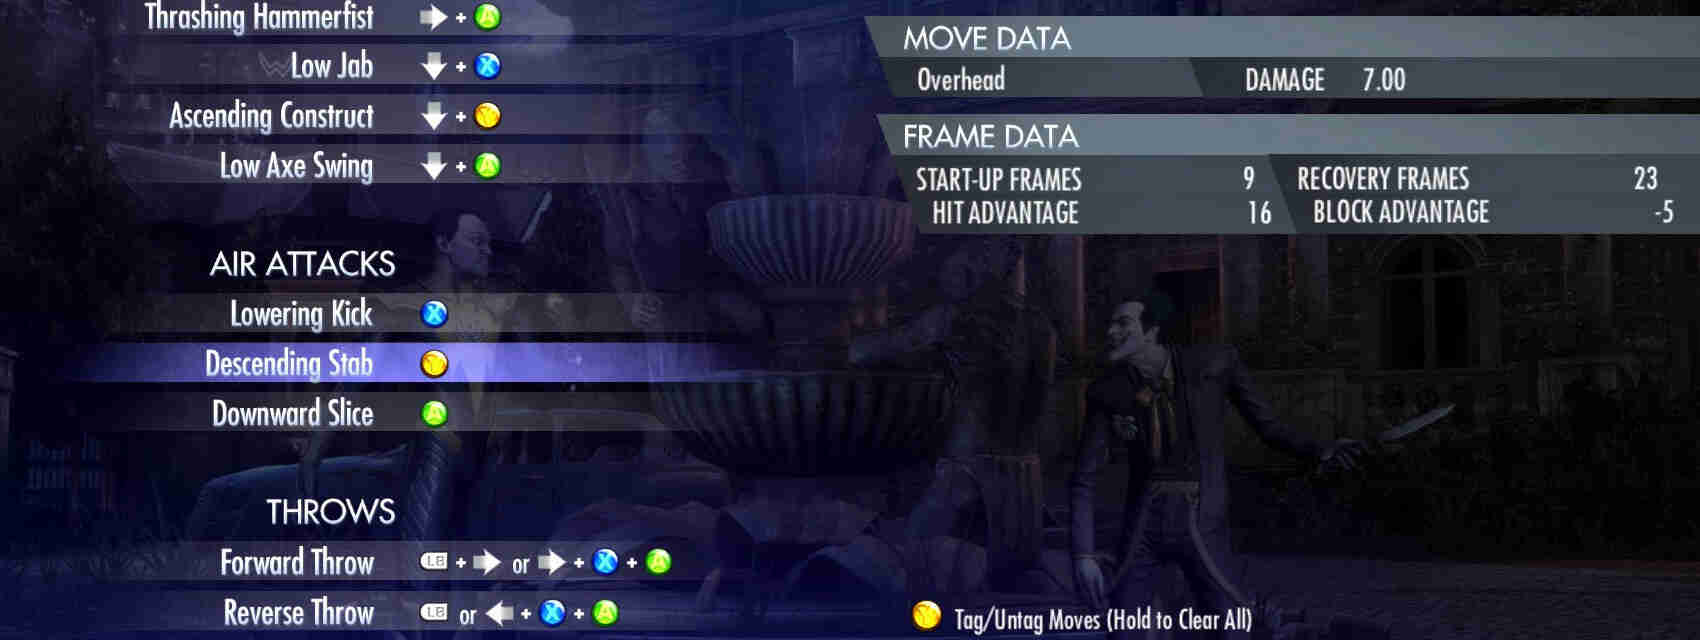 Thrashing Hammerfist → + A
Low Jab ↓ + X
Ascending Construct ↓ + Y
Low Axe Swing ↓ + A
AIR ATTACKS
Lowering Kick X
Descending Stab Y
Downward Slice A
THROWS
Forward Throw LB + → or → + X + A
Reverse Throw LB or ← + X + A
MOVE DATA
Overhead DAMAGE 7.00
FRAME DATA
START-UP FRAMES 9 RECOVERY FRAMES 23
HIT ADVANTAGE 16 BLOCK ADVANTAGE -5
Y Tag/Untag Moves (Hold to Clear All)